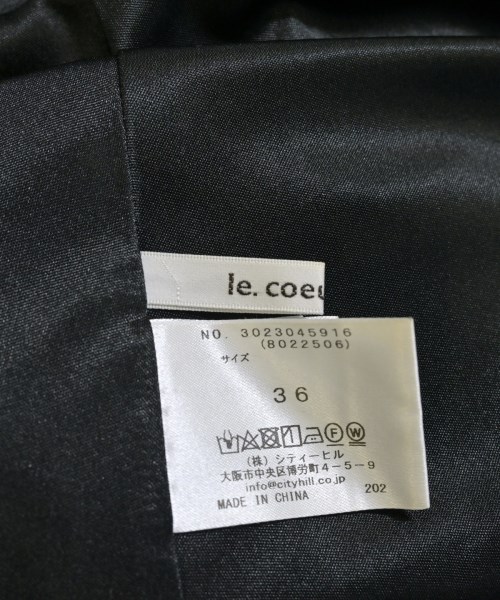 le. coeu
NO. 3023045916
(8022506)
サイズ
36
F W
(株) シティーヒル
大阪市中央区博労町4-5-9
info@cityhill.co.jp
MADE IN CHINA 202